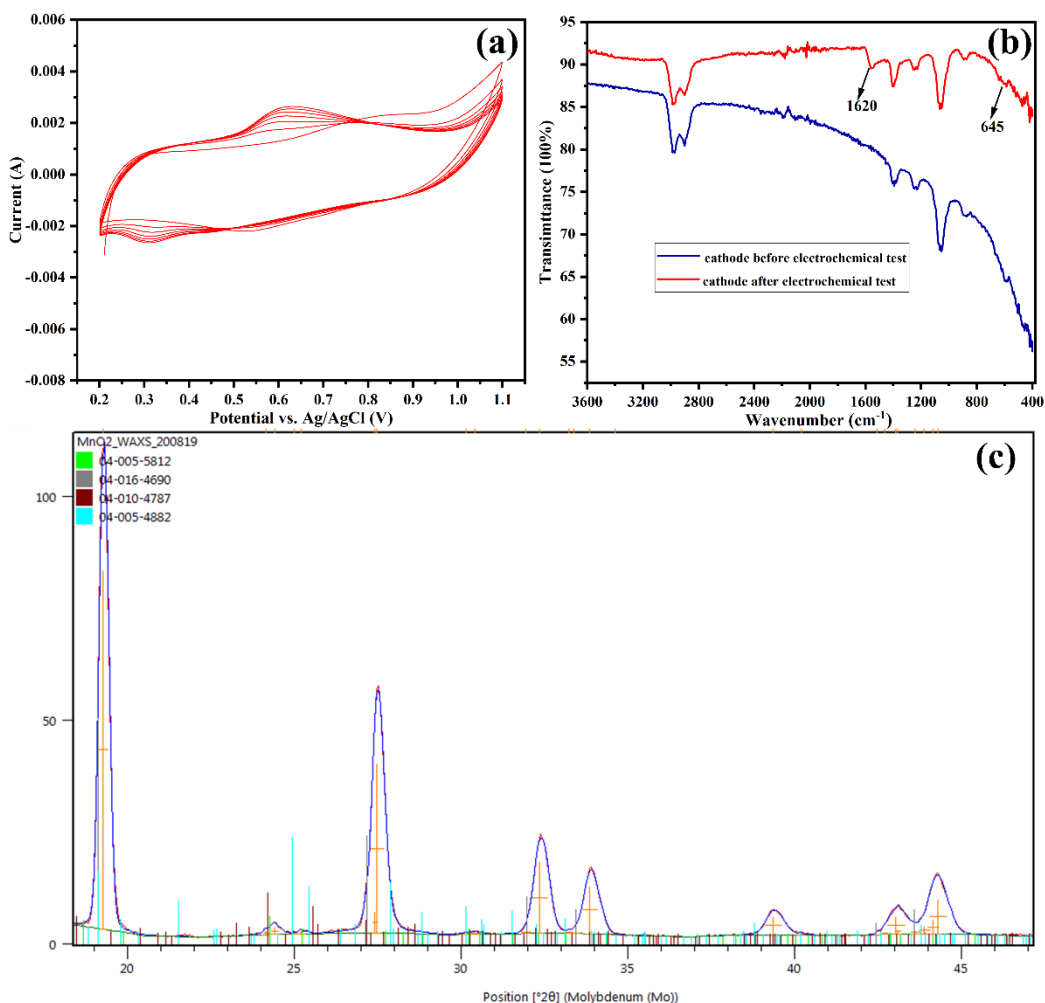 (a)
0.006
0.004
0.002
0.000
-0.002
-0.004
-0.006
-0.008
Current (A)
0.2 0.3 0.4 0.5 0.6 0.7 0.8 0.9 1.0 1.1
Potential vs. Ag/AgCl (V)
(b)
95
90
85
80
75
70
65
60
55
Transimittance (100%)
1620
645
cathode before electrochemical test
cathode after electrochemical test
3600 2800 2000 1600 1200 800 400
Wavenumber (cm-1)
(c)
MnO2_WAXS_200819
04-005-5812
04-016-4690
04-010-4787
04-005-4882
100
50
0
20 25 30 35 40 45
Position [°2θ] (Molybdenum (Mo))